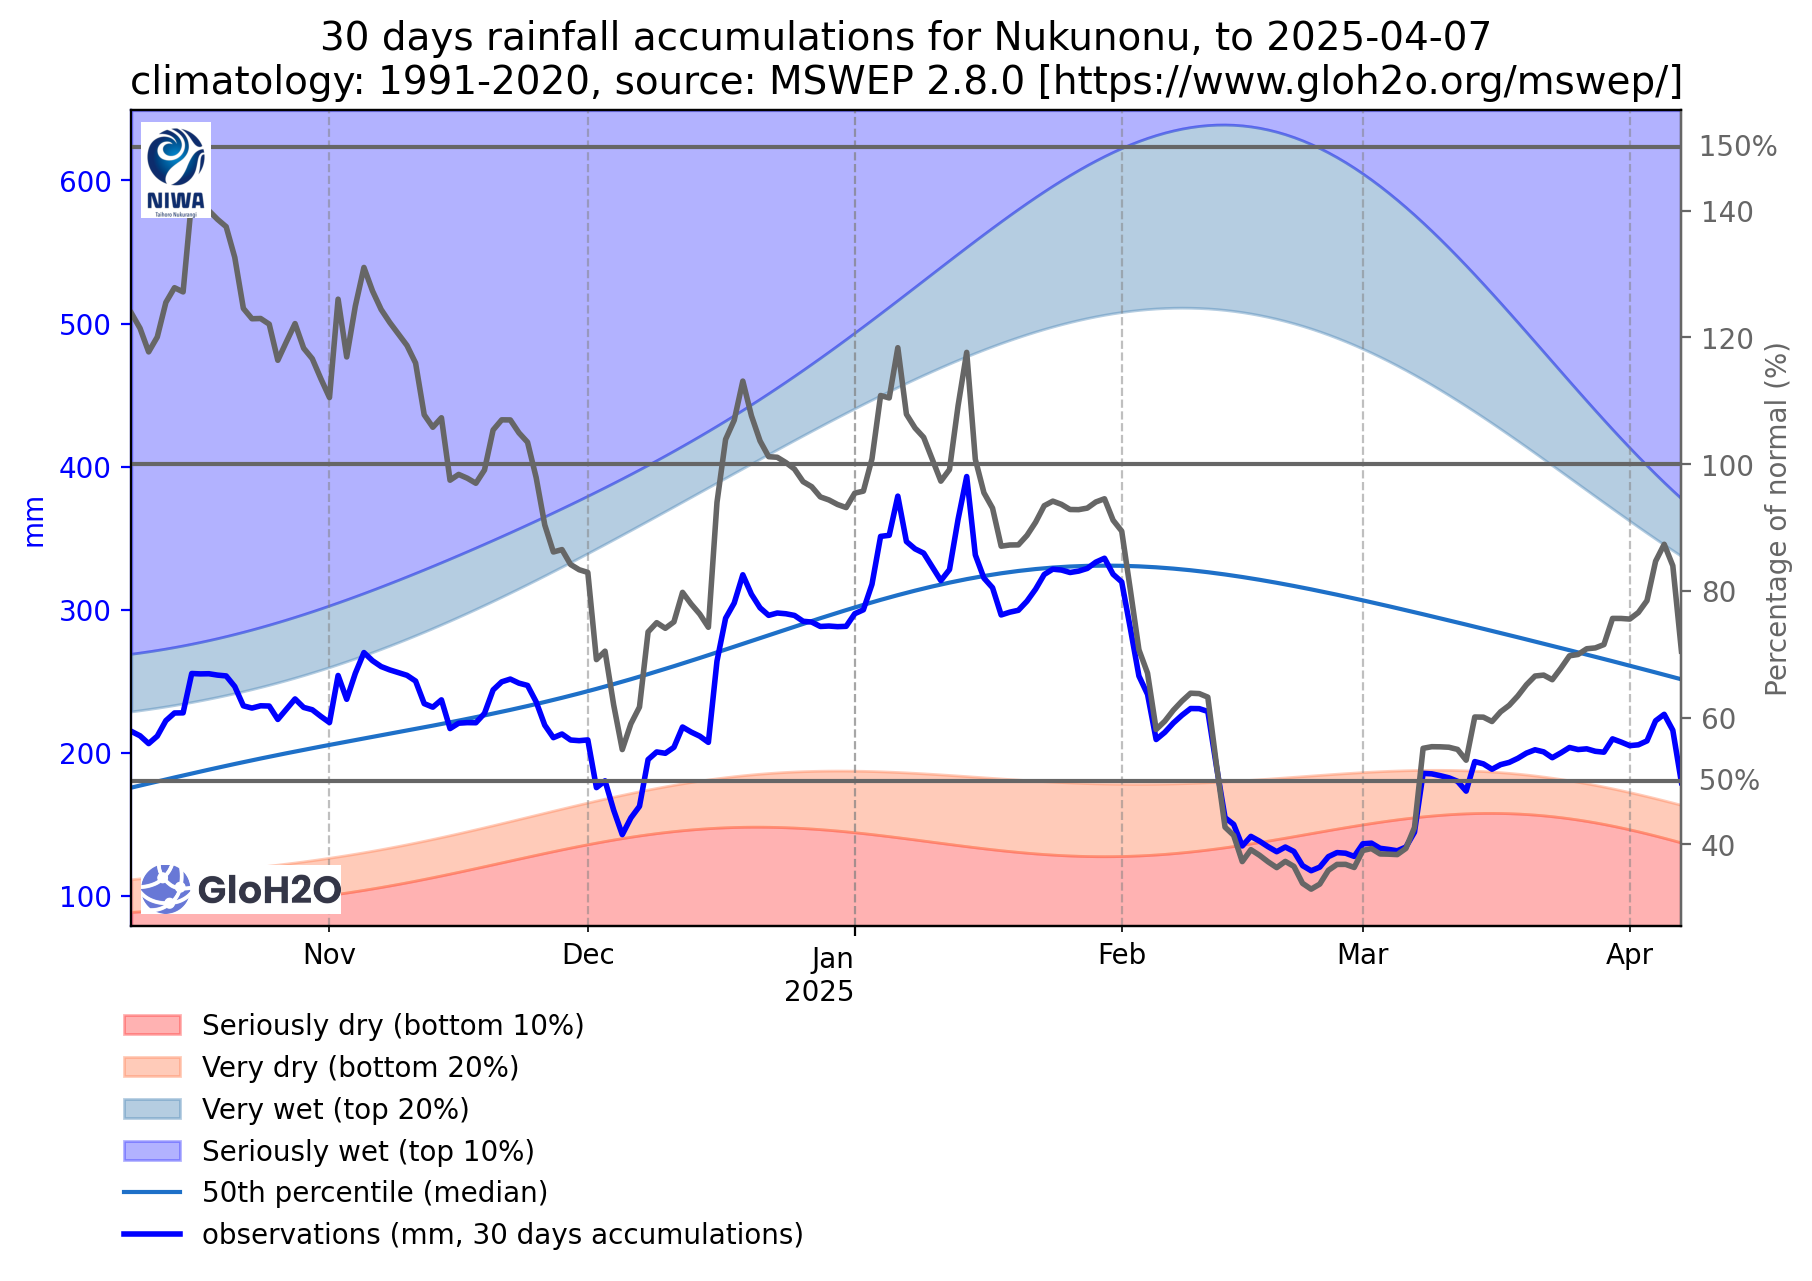 30 days rainfall accumulations for Nukunonu, to 2025-04-07
climatology: 1991-2020, source: MSWEP 2.8.0 [https://www.gloh2o.org/mswep/]
NIWA
Taihoro Nukurangi
600
500
400
300
200
100
mm
150%
140
120
100
80
60
50%
40
Percentage of normal (%)
GloH2O
Nov
Dec
Jan
2025
Feb
Mar
Apr
Seriously dry (bottom 10%)
Very dry (bottom 20%)
Very wet (top 20%)
Seriously wet (top 10%)
50th percentile (median)
observations (mm, 30 days accumulations)